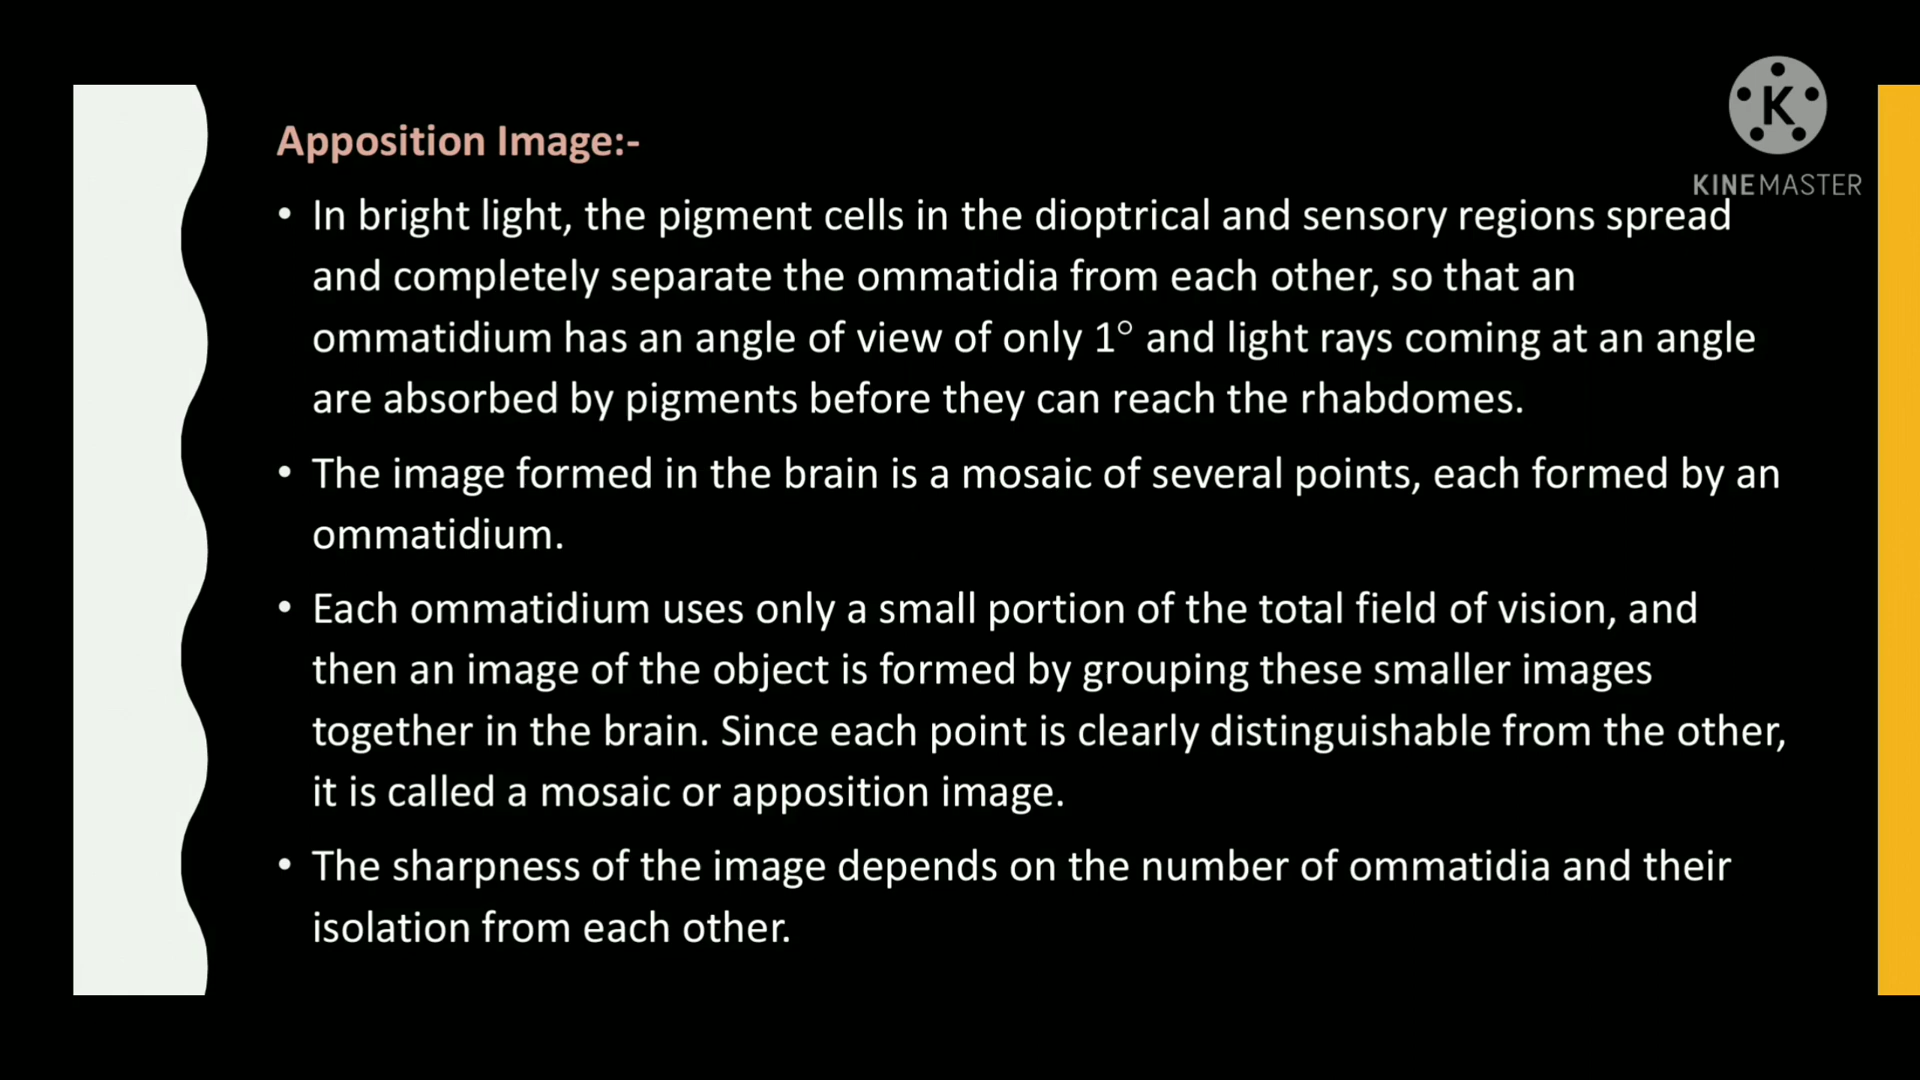 Apposition Image:-
K
KINEMASTER
• In bright light, the pigment cells in the dioptrical and sensory regions spread
and completely separate the ommatidia from each other, so that an
ommatidium has an angle of view of only 1° and light rays coming at an angle
are absorbed by pigments before they can reach the rhabdomes.
• The image formed in the brain is a mosaic of several points, each formed by an
ommatidium.
• Each ommatidium uses only a small portion of the total field of vision, and
then an image of the object is formed by grouping these smaller images
together in the brain. Since each point is clearly distinguishable from the other,
it is called a mosaic or apposition image.
• The sharpness of the image depends on the number of ommatidia and their
isolation from each other.